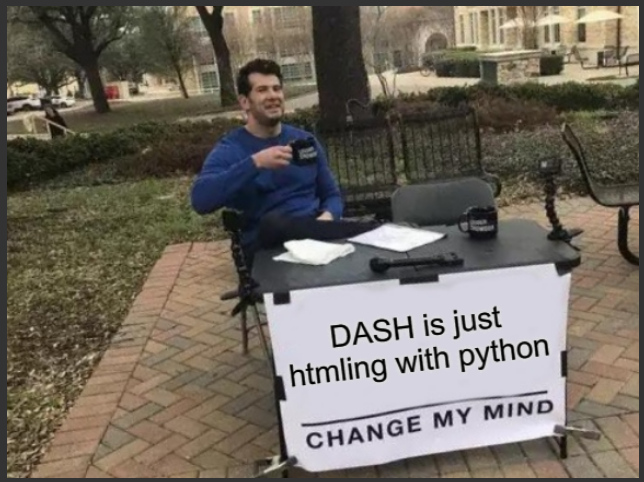 DASH is just
htmling with python
CHANGE MY MIND